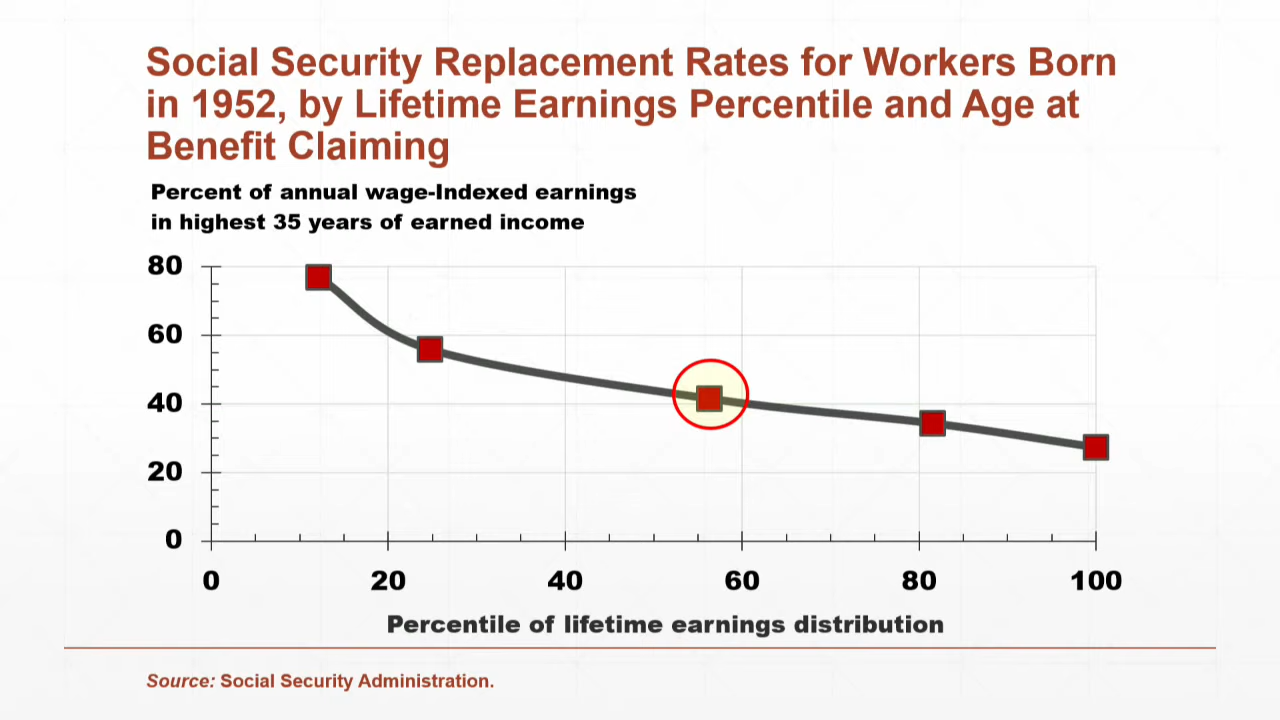 Social Security Replacement Rates for Workers Born
in 1952, by Lifetime Earnings Percentile and Age at
Benefit Claiming
Percent of annual wage-Indexed earnings
in highest 35 years of earned income
80
60
40
20
0
0 20 40 60 80 100
Percentile of lifetime earnings distribution
Source: Social Security Administration.